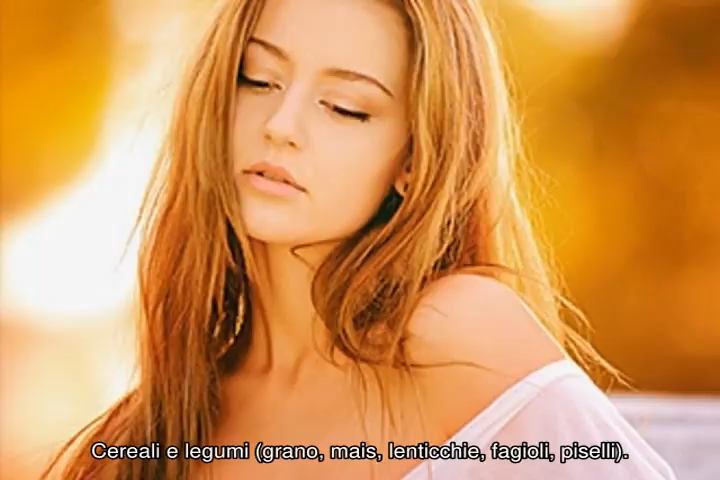 Cereali e legumi (grano, mais, lenticchie, fagioli, piselli).